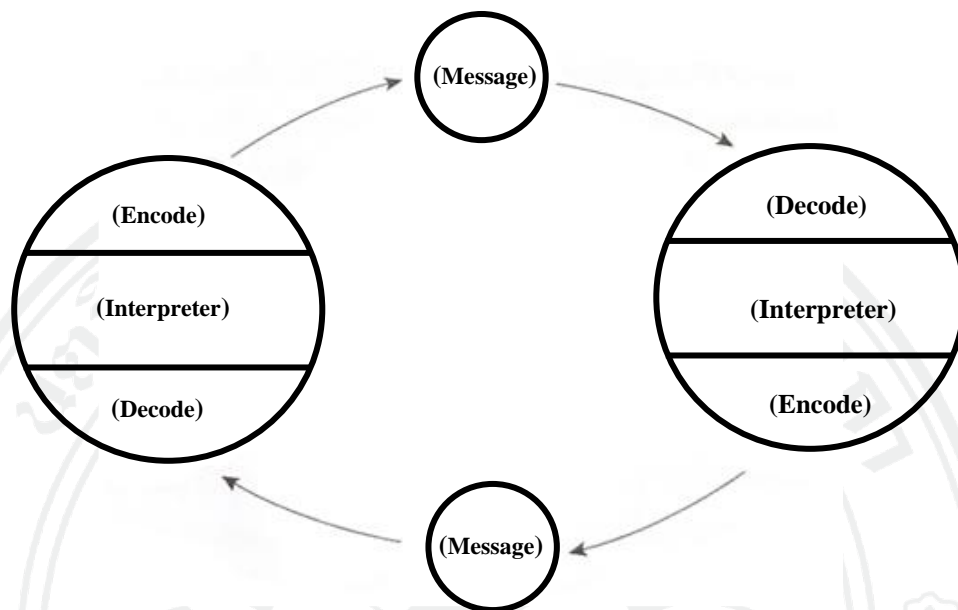 (Message)
(Encode)
(Interpreter)
(Decode)
(Decode)
(Interpreter)
(Encode)
(Message)